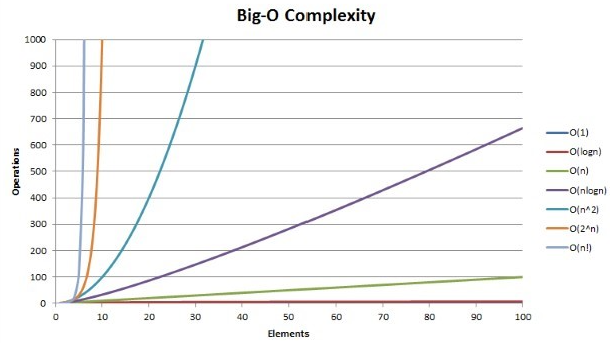 Big-O Complexity
Operations
1000
900
800
700
600
500
400
300
200
100
0
0 10 20 30 40 50 60 70 80 90 100
Elements
O(1)
O(logn)
O(n)
O(nlogn)
O(n^2)
O(2^n)
O(n!)